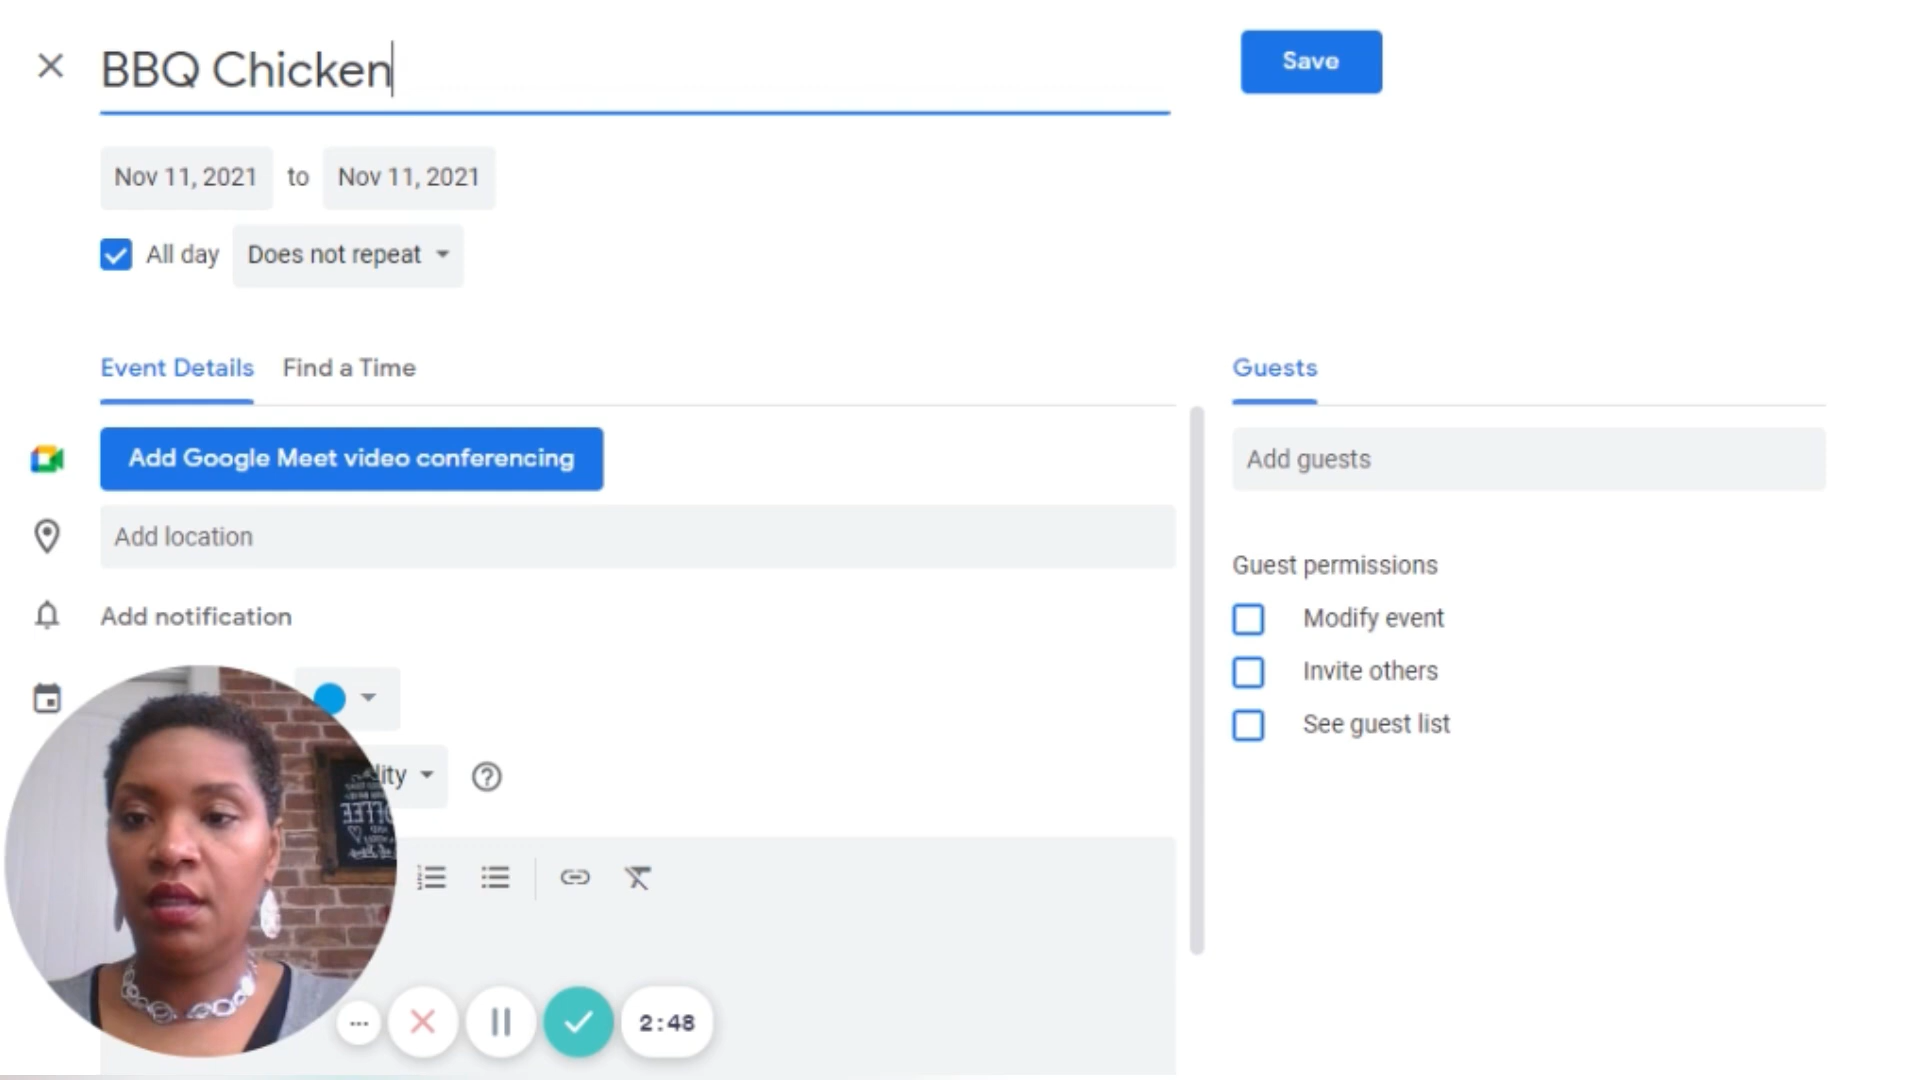 BBQ Chicken
Save
Nov 11, 2021 to Nov 11, 2021
All day Does not repeat
Event Details Find a Time
Guests
Add Google Meet video conferencing
Add guests
Add location
Guest permissions
Add notification
Modify event
Invite others
See guest list
2:48